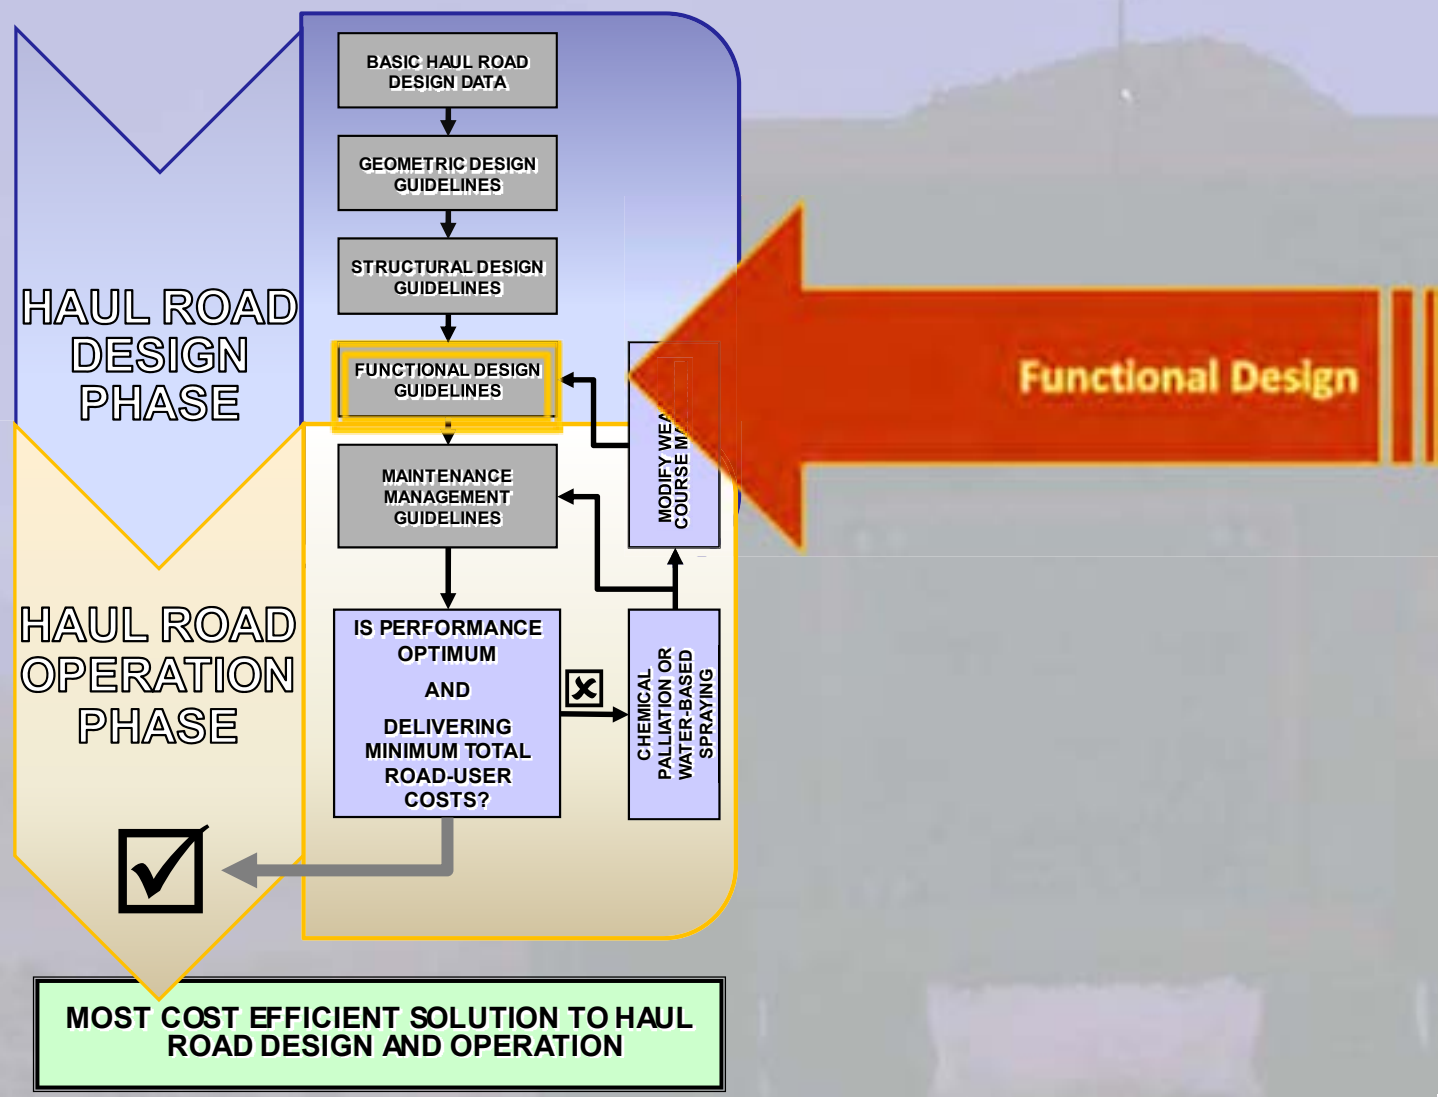 BASIC HAUL ROAD
DESIGN DATA
GEOMETRIC DESIGN
GUIDELINES
STRUCTURAL DESIGN
GUIDELINES
HAUL ROAD
DESIGN
PHASE
FUNCTIONAL DESIGN
GUIDELINES
MODIFY
COURSE
Functional Design
MAINTENANCE
MANAGEMENT
GUIDELINES
HAUL ROAD
OPERATION
PHASE
IS PERFORMANCE
OPTIMUM
AND
DELIVERING
MINIMUM TOTAL
ROAD-USER
COSTS?
CHEMICAL
PALLIATION OR
WATER-BASED
SPRAYING
MOST COST EFFICIENT SOLUTION TO HAUL
ROAD DESIGN AND OPERATION